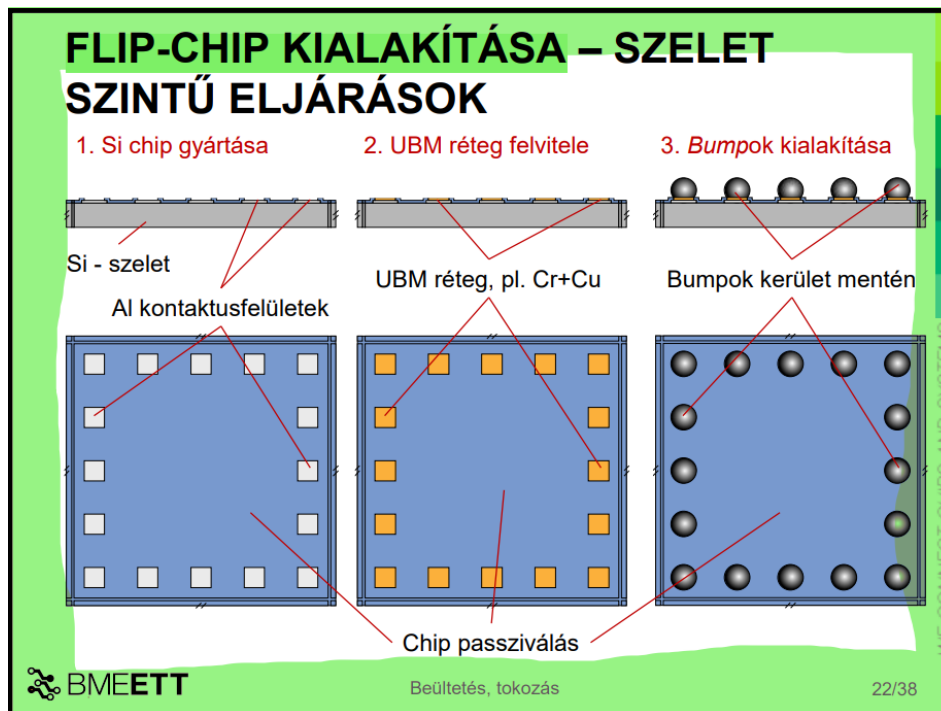 FLIP-CHIP KIALAKÍTÁSA – SZELET
SZINTŰ ELJÁRÁSOK
1. Si chip gyártása
2. UBM réteg felvitele
3. Bumpok kialakítása
Si - szelet
Al kontaktusfelületek
UBM réteg, pl. Cr+Cu
Bumpok kerület mentén
Chip passziválás
BMEETT
Beültetés, tokozás
22/38